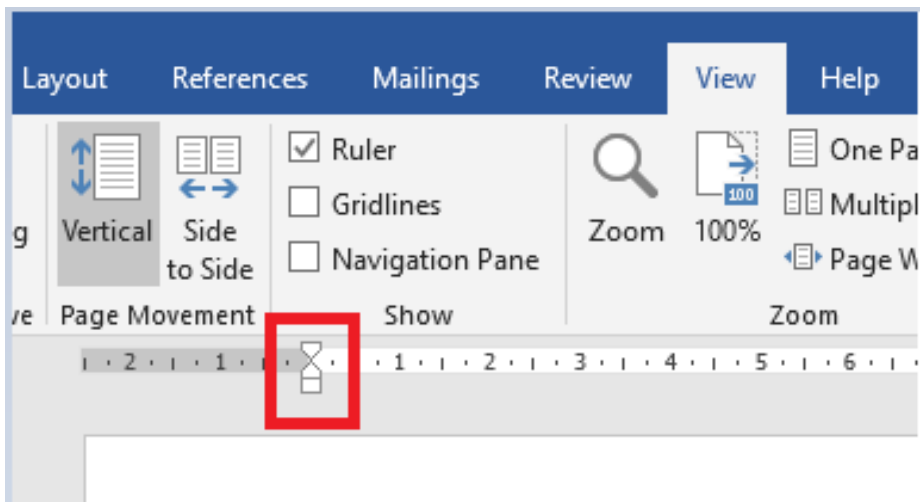 Layout References Mailings Review View Help
Ruler One Pa
Gridlines Multipl
g Vertical Side to Side Zoom 100% 100
Navigation Pane Page W
ve Page Movement Show Zoom
2 1 1 2 3 4 5 6